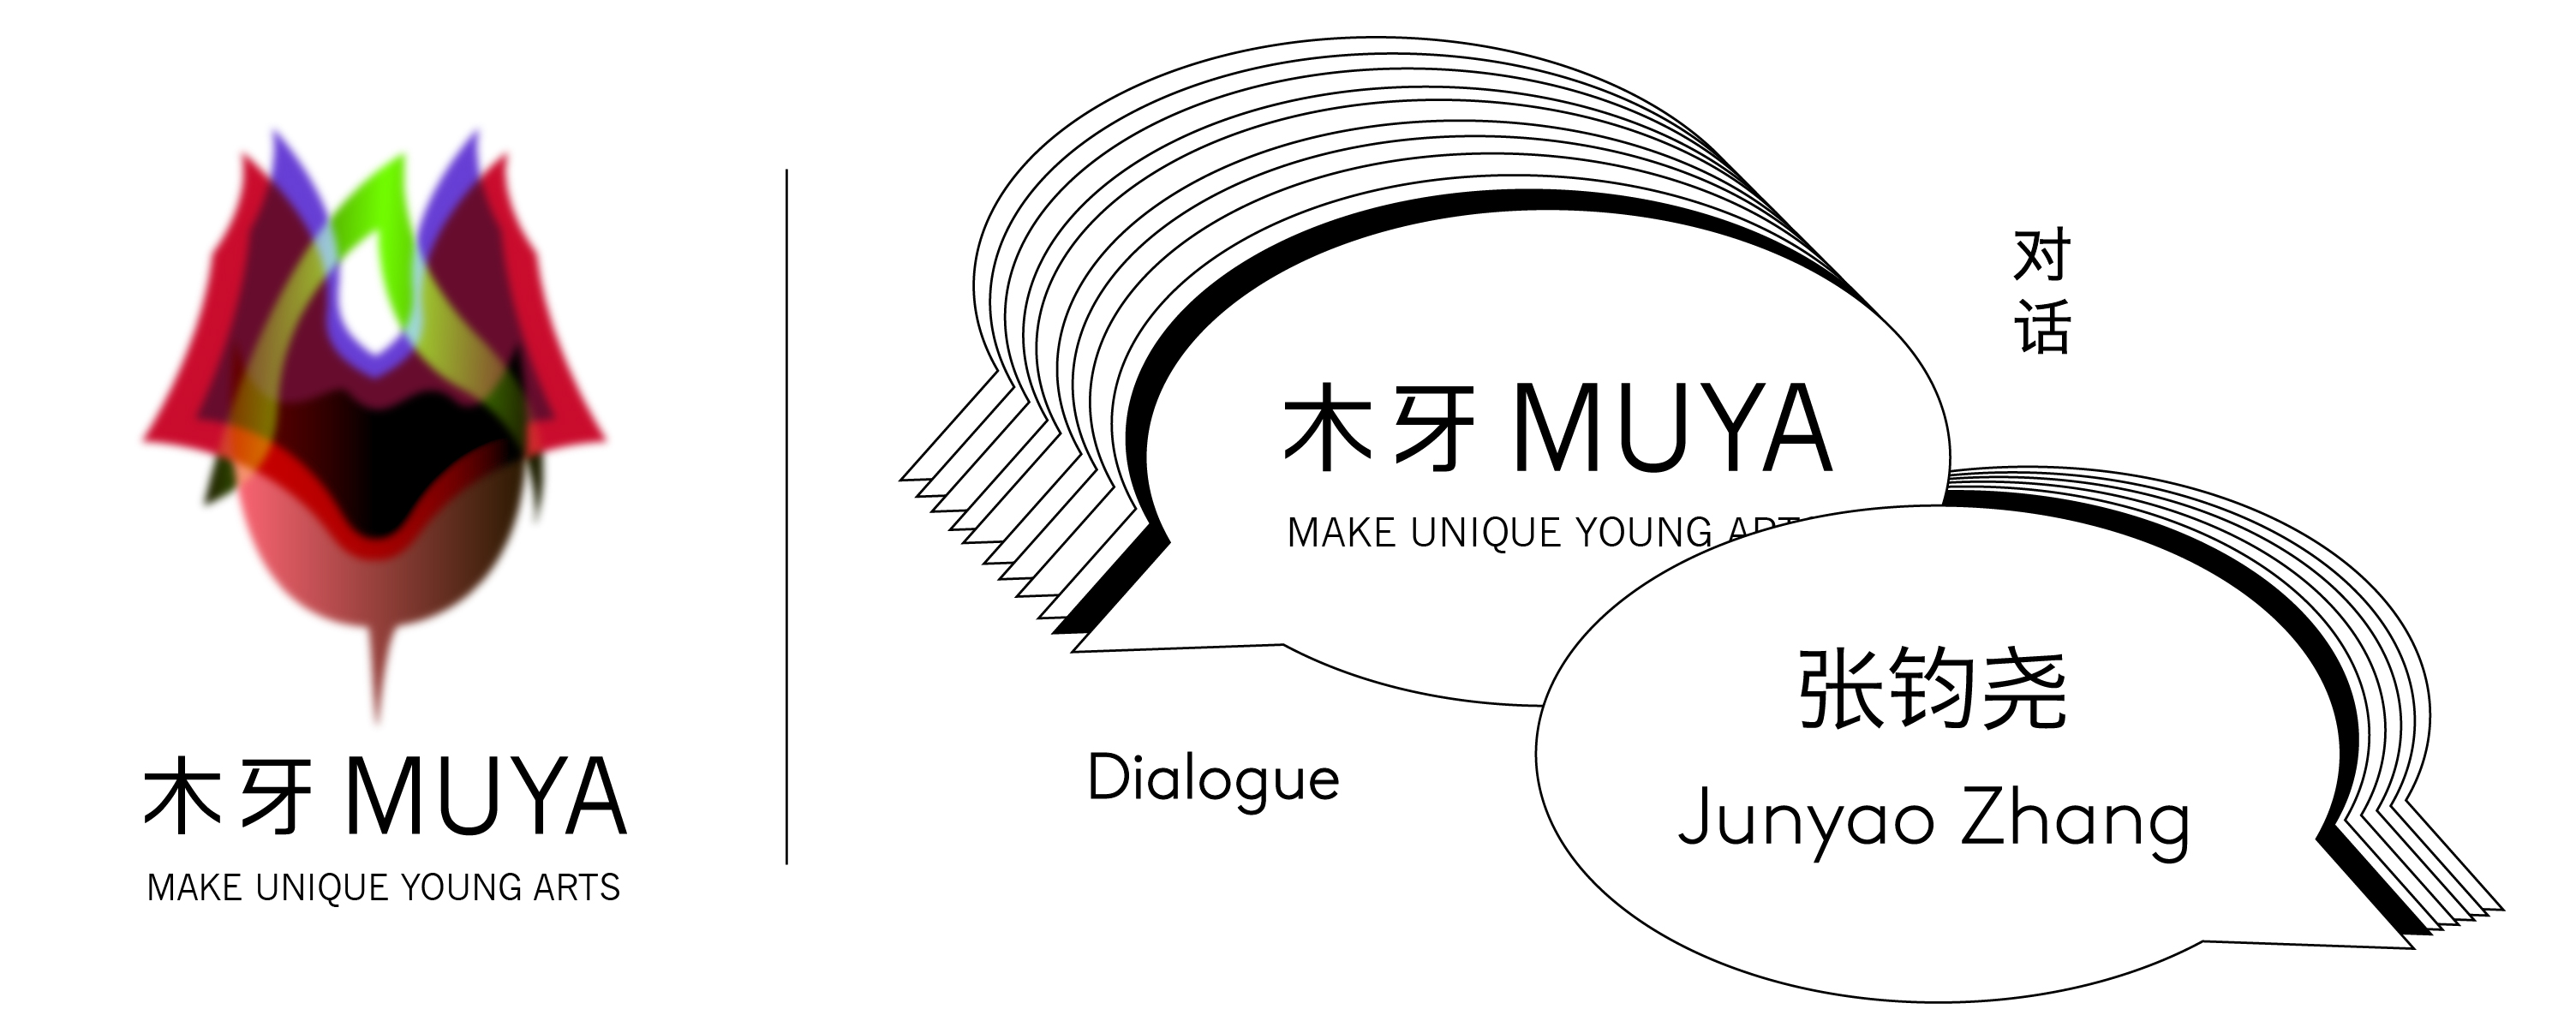 木牙 MUYA
MAKE UNIQUE YOUNG ARTS
对话
木牙 MUYA
MAKE UNIQUE YOUNG ART
张钧尧
Junyao Zhang
Dialogue